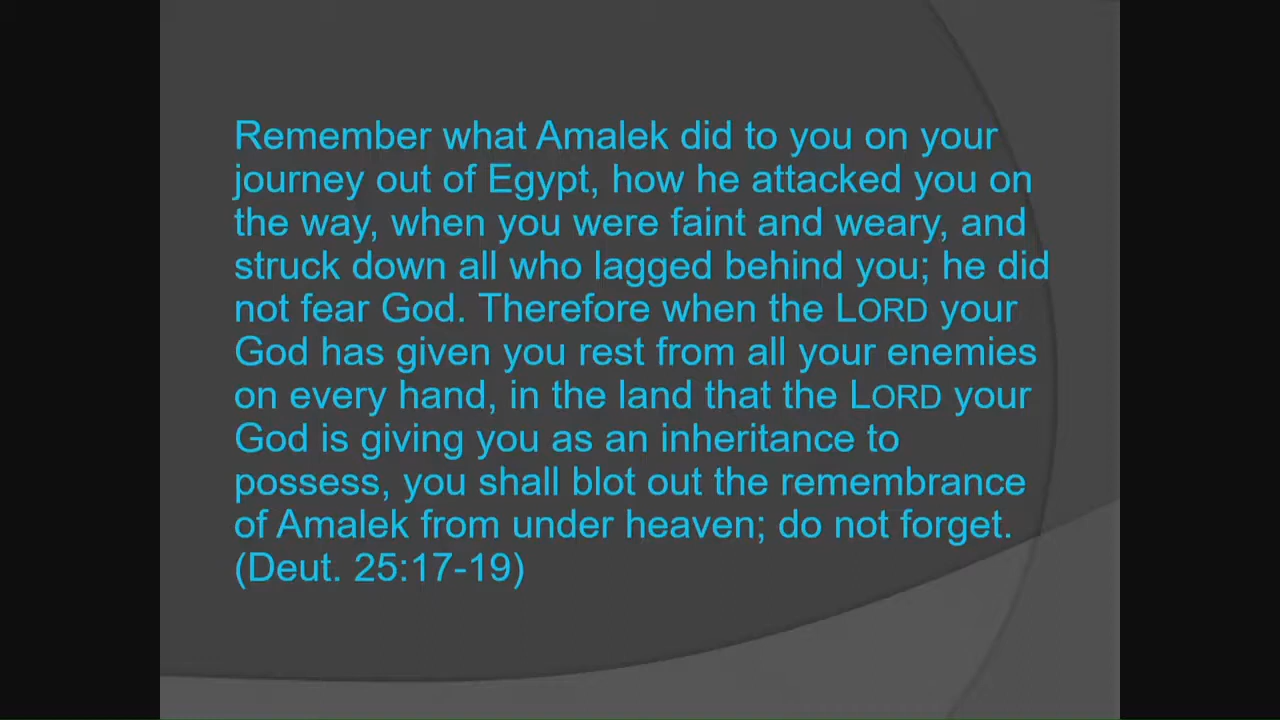 Remember what Amalek did to you on your
journey out of Egypt, how he attacked you on
the way, when you were faint and weary, and
struck down all who lagged behind you; he did
not fear God. Therefore when the LORD your
God has given you rest from all your enemies
on every hand, in the land that the LORD your
God is giving you as an inheritance to
possess, you shall blot out the remembrance
of Amalek from under heaven; do not forget.
(Deut. 25:17-19)